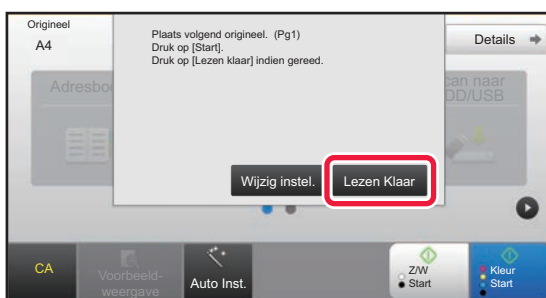 Origineel
A4
Plaats volgend origineel. (Pg1)
Druk op [Start].
Druk op [Lezen klaar] indien gereed.
Details
Adresboe
can naar
DD/USB
Wijzig instel.
Lezen Klaar
CA
Voorbeeld-
weergave
Auto Inst.
Z/W
Start
Kleur
Start